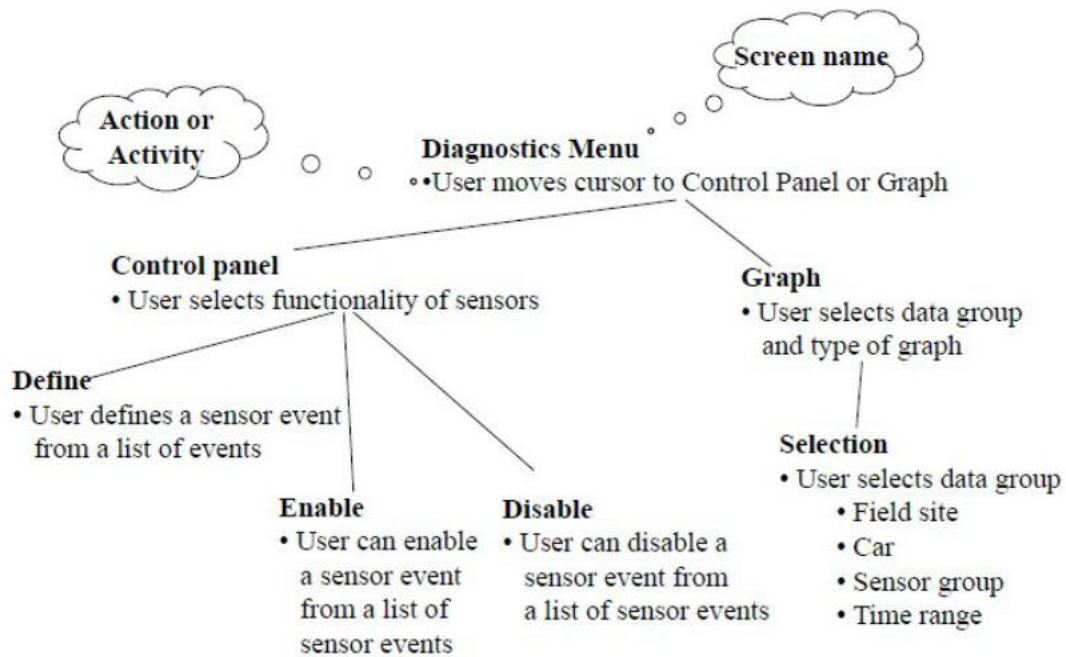 Screen name
Action or
Activity
Diagnostics Menu
•User moves cursor to Control Panel or Graph
Control panel
• User selects functionality of sensors
Graph
• User selects data group
and type of graph
Define
• User defines a sensor event
from a list of events
Enable
• User can enable
a sensor event
from a list of
sensor events
Disable
• User can disable a
sensor event from
a list of sensor events
Selection
• User selects data group
• Field site
• Car
• Sensor group
• Time range